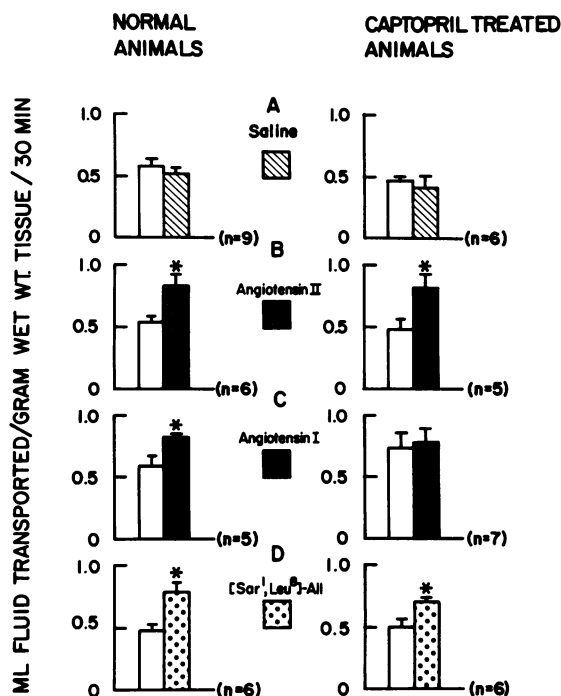 NORMAL
ANIMALS
CAPTOPRIL TREATED
ANIMALS
ML FLUID TRANSPORTED/GRAM WET WT. TISSUE / 30 MIN
A
Saline
1.0
0.5
0
(n=9)
1.0
0.5
0
(n=6)
B
Angiotensin II
1.0
0.5
0
*
(n=6)
1.0
0.5
0
*
(n=5)
C
Angiotensin I
1.0
0.5
0
*
(n=5)
1.0
0.5
0
(n=7)
D
[Sar¹,Leu⁸]-AII
1.0
0.5
0
*
(n=6)
1.0
0.5
0
*
(n=6)